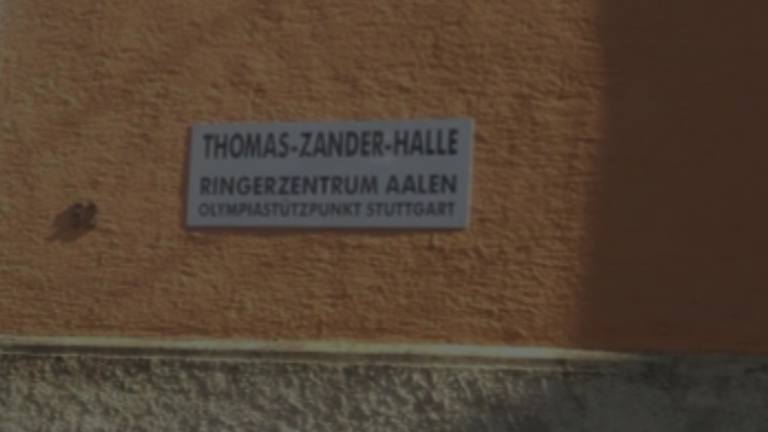 THOMAS-ZANDER-HALLE
RINGERZENTRUM AALEN
OLYMPIASTÜTZPUNKT STUTTGART